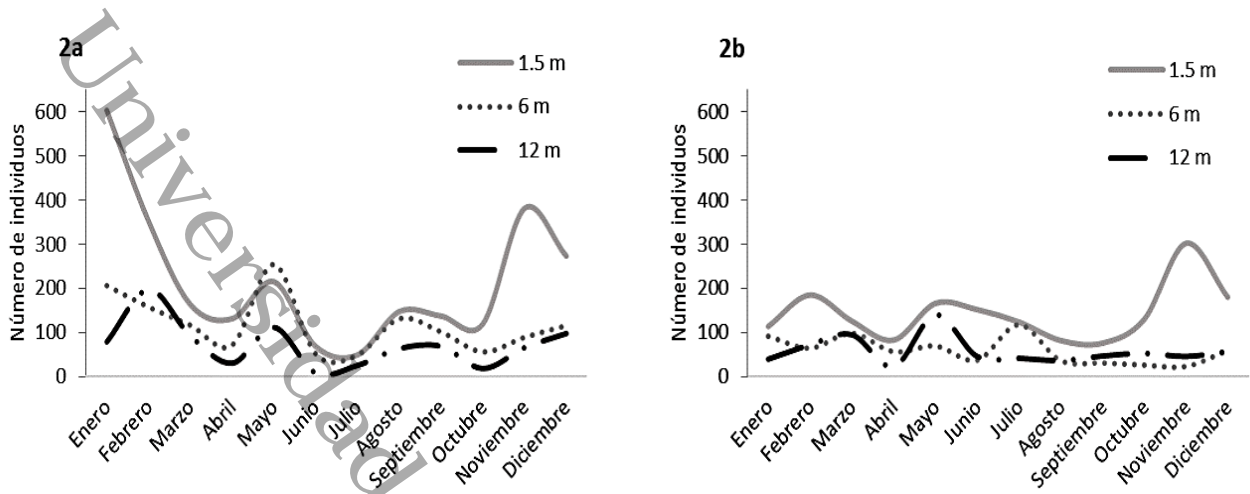 2a
1.5 m
6 m
12 m
Número de individuos
600
500
400
300
200
100
0
Enero
Febrero
Marzo
Abril
Mayo
Junio
Julio
Agosto
Septiembre
Octubre
Noviembre
Diciembre
Universidad
2b
1.5 m
6 m
12 m
Número de individuos
600
500
400
300
200
100
0
Enero
Febrero
Marzo
Abril
Mayo
Junio
Julio
Agosto
Septiembre
Octubre
Noviembre
Diciembre